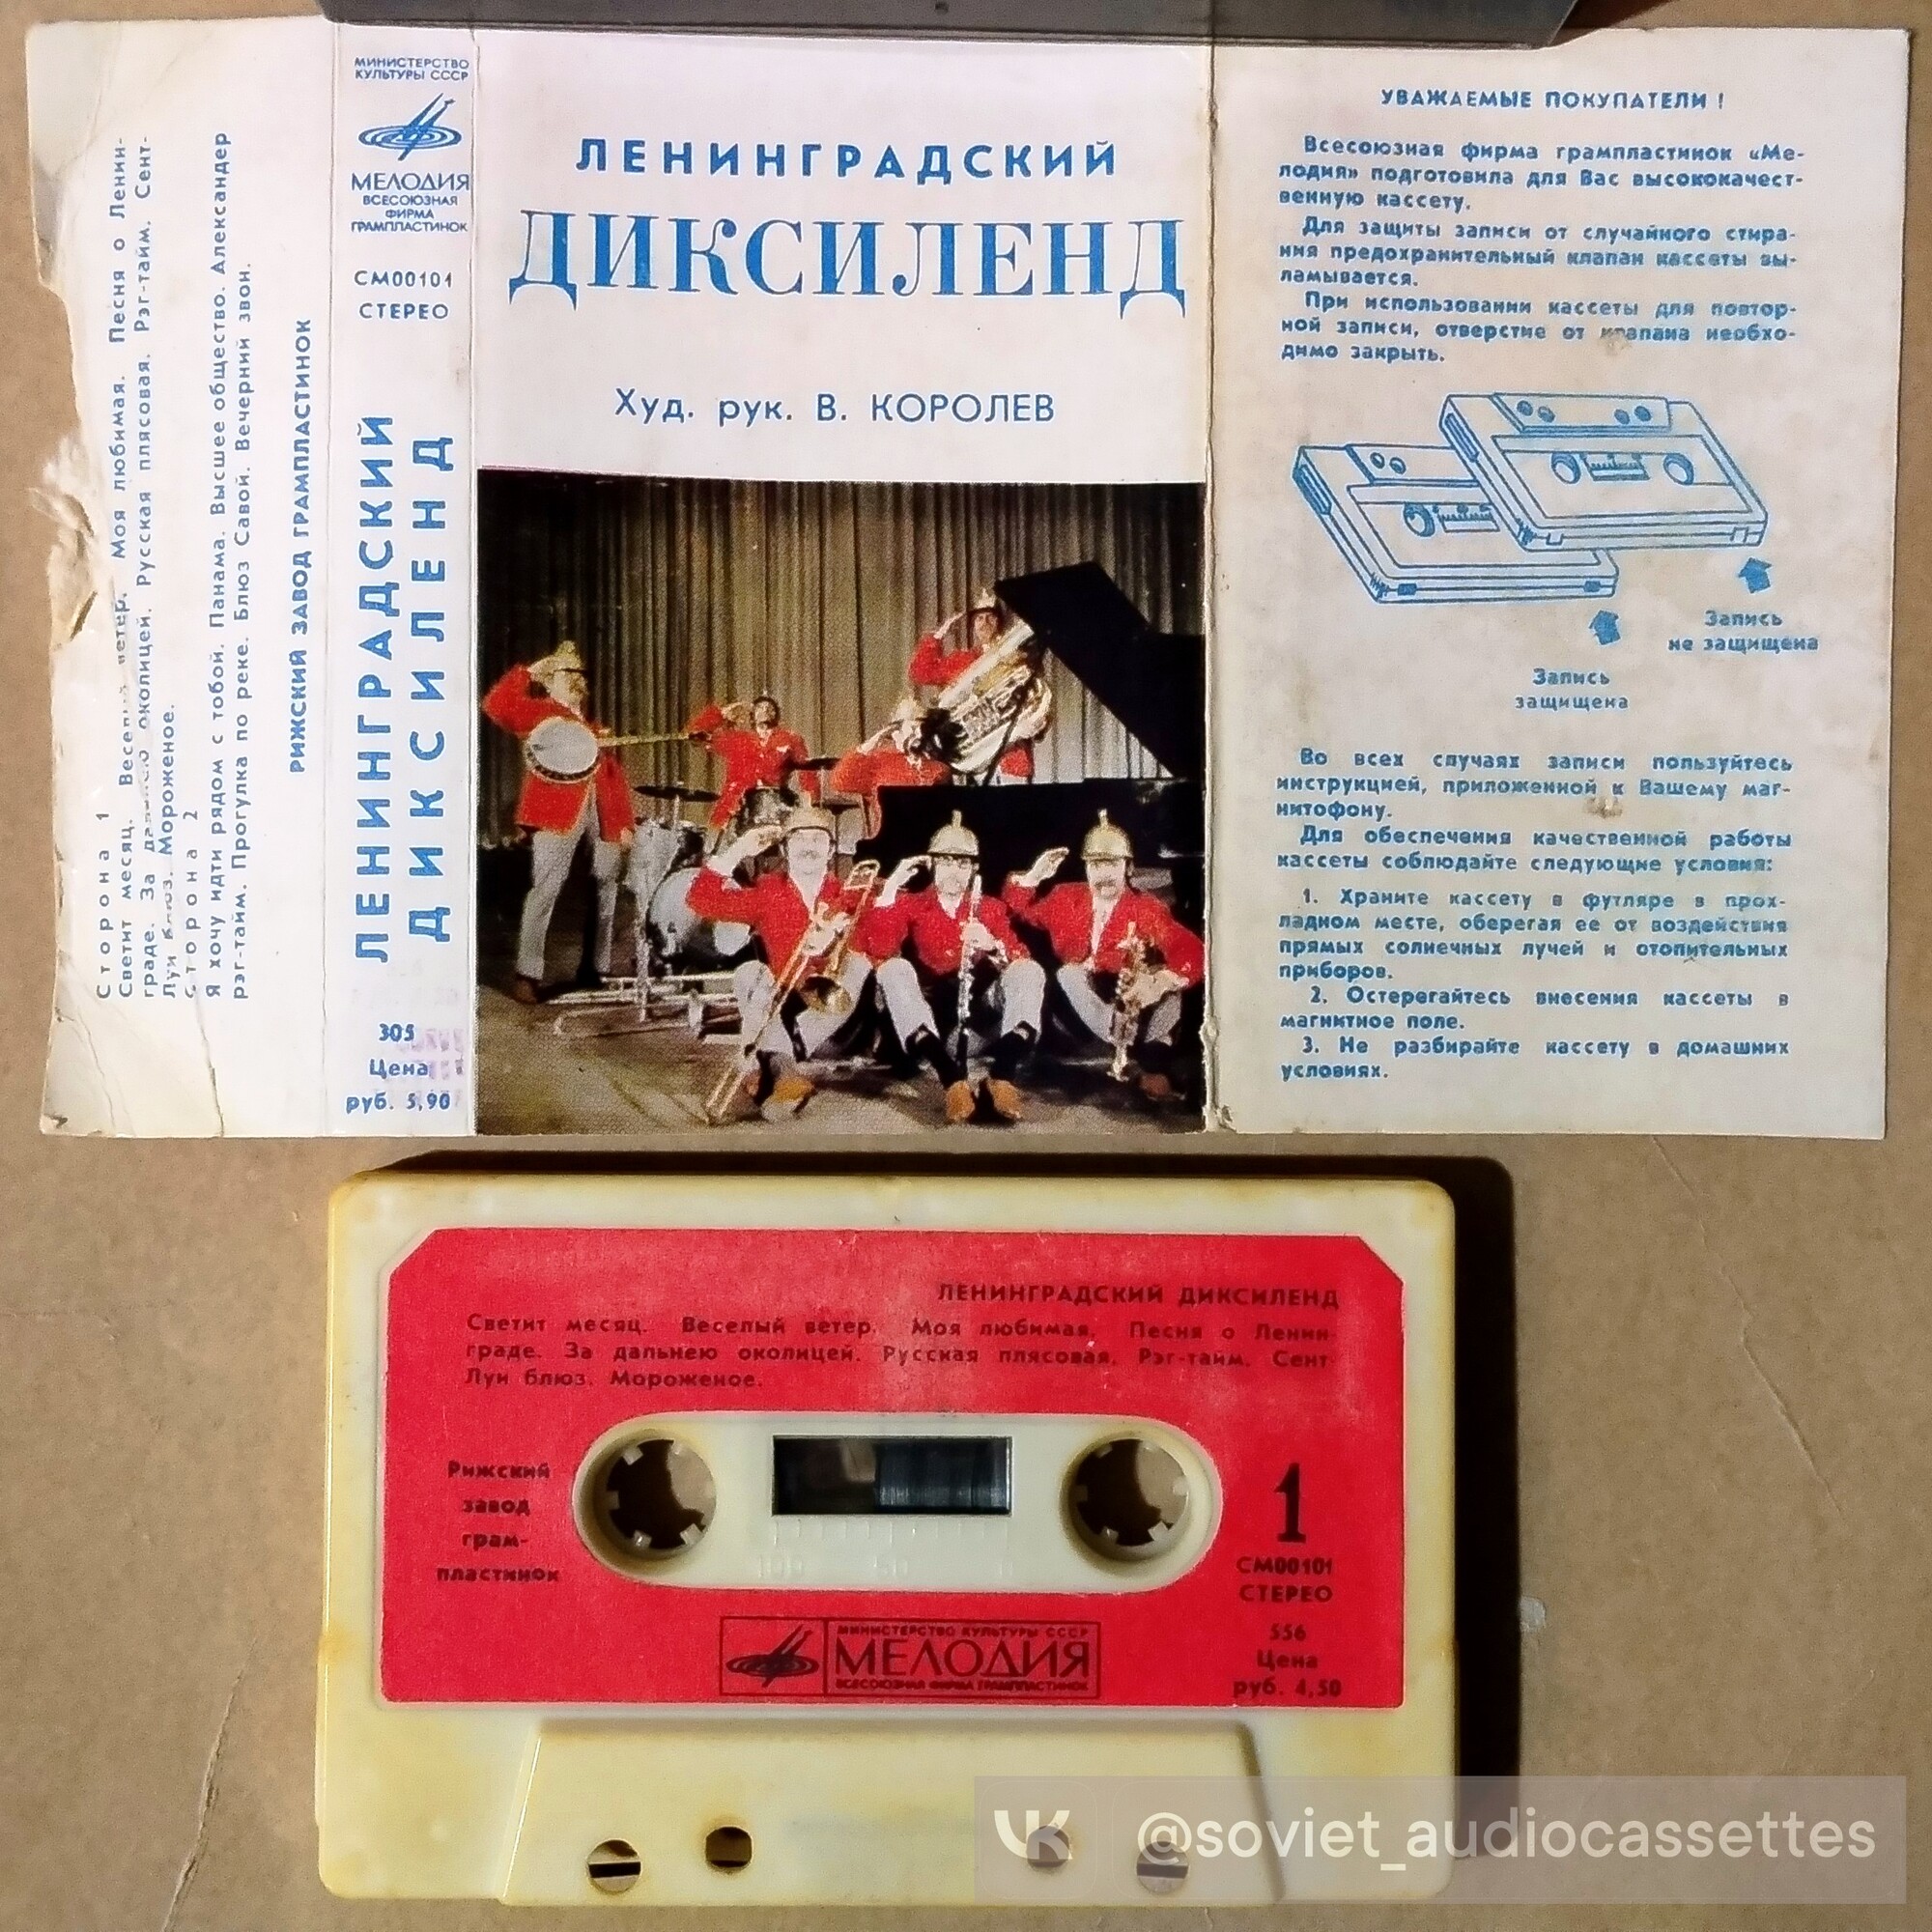 Сторона 1
Светит месяц. Веселый ветер. Моя любимая. Песня о Ленин-
граде. За дальнею околицей. Русская плясовая. Рэг-тайм. Сент-
Луи блюз. Мороженое.
Сторона 2
Я хочу идти рядом с тобой. Панама. Высшее общество. Александер
рэг-тайм. Прогулка по реке. Блюз Савой. Вечерний звон.
РИЖСКИЙ ЗАВОД ГРАМПЛАСТИНОК
МИНИСТЕРСТВО
КУЛЬТУРЫ СССР
МЕЛОДИЯ
ВСЕСОЮЗНАЯ
ФИРМА
ГРАМПЛАСТИНОК
СМ00101
СТЕРЕО
ЛЕНИНГРАДСКИЙ
ДИКСИЛЕНД
305
Цена
руб. 5,90
ЛЕНИНГРАДСКИЙ
ДИКСИЛЕНД
Худ. рук. В. КОРОЛЕВ
УВАЖАЕМЫЕ ПОКУПАТЕЛИ!
Всесоюзная фирма грампластинок «Ме-
лодия» подготовила для Вас высококачест-
венную кассету.
Для защиты записи от случайного стира-
ния предохранительный клапан кассеты вы-
ламывается.
При использовании кассеты для повтор-
ной записи, отверстие от клапана необхо-
димо закрыть.
Запись
не защищена
Запись
защищена
Во всех случаях записи пользуйтесь
инструкцией, приложенной к Вашему маг-
нитофону.
Для обеспечения качественной работы
кассеты соблюдайте следующие условия:
1. Храните кассету в футляре в прох-
ладном месте, оберегая ее от воздействия
прямых солнечных лучей и отопительных
приборов.
2. Остерегайтесь внесения кассеты в
магнитное поле.
3. Не разбирайте кассету в домашних
условиях.
ЛЕНИНГРАДСКИЙ ДИКСИЛЕНД
Светит месяц. Веселый ветер. Моя любимая. Песня о Ленин-
граде. За дальнею околицей. Русская плясовая. Рэг-тайм. Сент-
Луи блюз. Мороженое.
Рижский
завод
грам-
пластинок
1
СМ00101
СТЕРЕО
556
Цена
руб. 4,50
100 50
МИНИСТЕРСТВО КУЛЬТУРЫ СССР
МЕЛОДИЯ
ВСЕСОЮЗНАЯ ФИРМА ГРАМПЛАСТИНОК
@soviet_audiocassettes